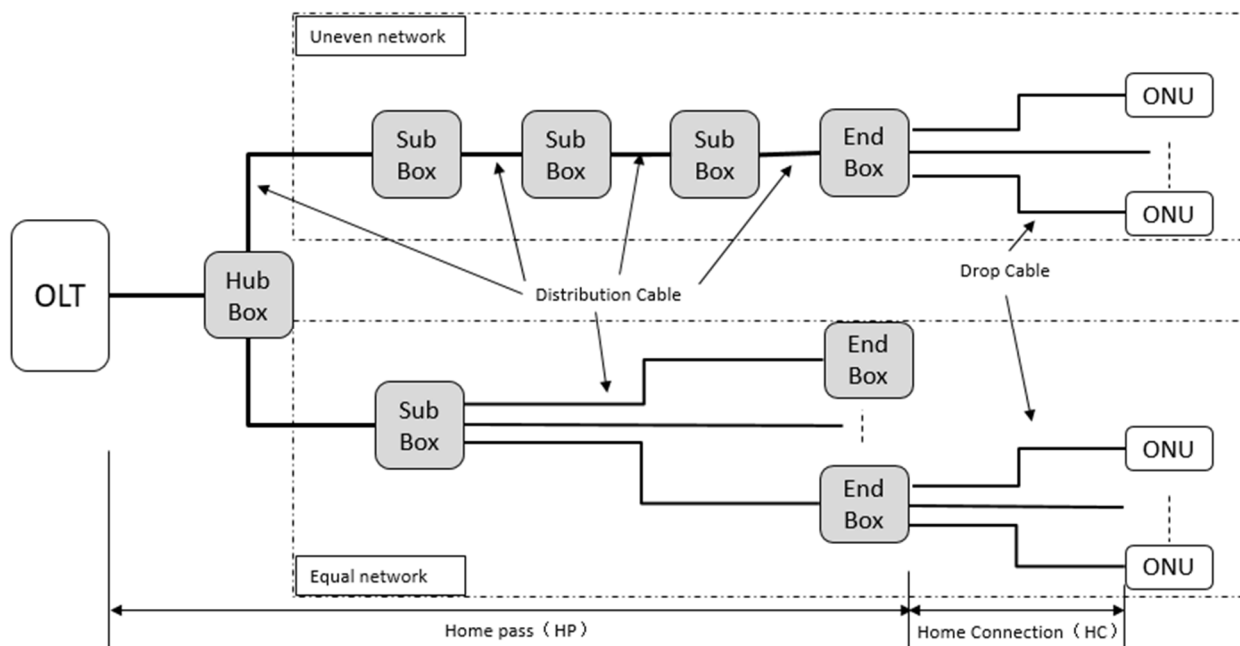 Uneven network
Sub
Box
Sub
Box
Sub
Box
End
Box
ONU
ONU
OLT
Hub
Box
Distribution Cable
Drop Cable
Sub
Box
End
Box
End
Box
ONU
ONU
Equal network
Home pass（HP）
Home Connection（HC）